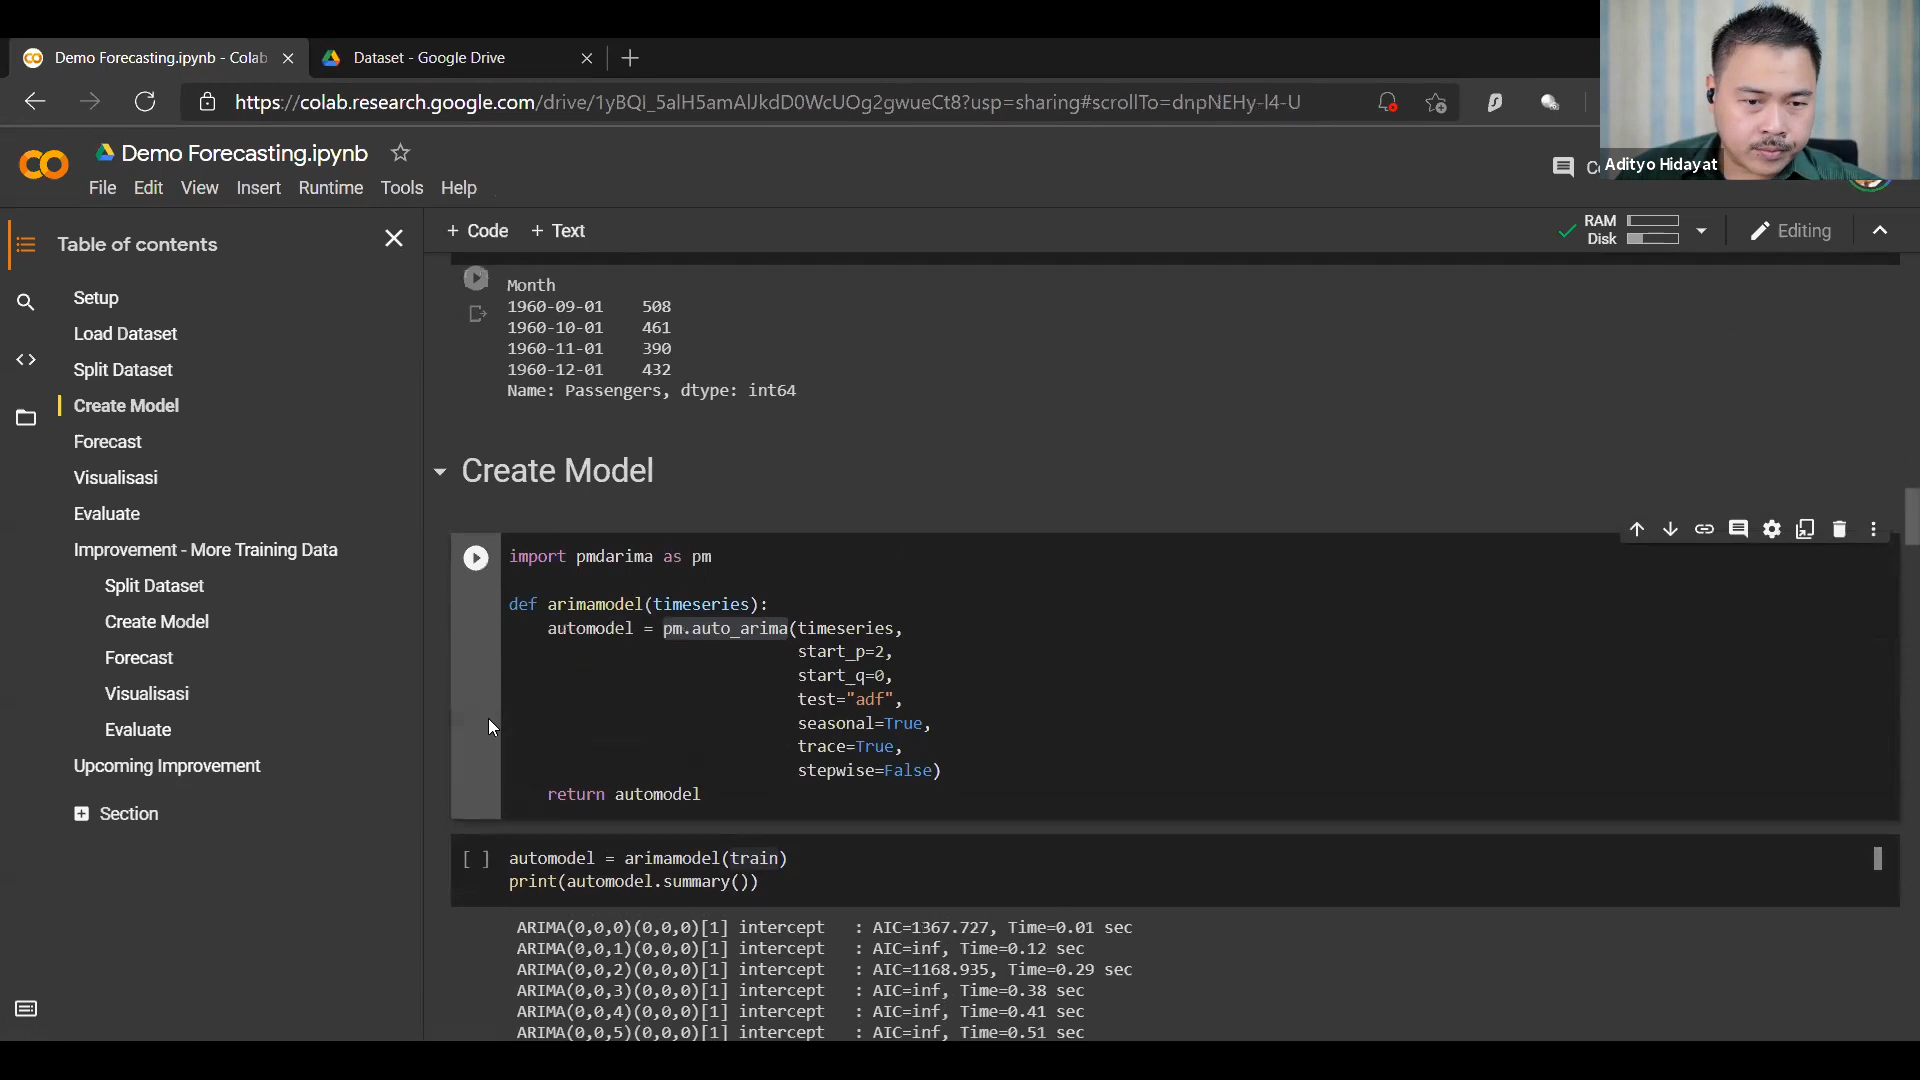 Demo Forecasting.ipynb - Colab
Dataset - Google Drive
https://colab.research.google.com/drive/1yBQI_5alH5amAlJkdD0WcUOg2gwueCt8?usp=sharing#scrollTo=dnpNEHy-l4-U
Demo Forecasting.ipynb
Adityo Hidayat
File Edit View Insert Runtime Tools Help
Table of contents
+ Code + Text
RAM
Disk
Editing
Setup
Load Dataset
Split Dataset
Create Model
Forecast
Visualisasi
Evaluate
Improvement - More Training Data
Split Dataset
Create Model
Forecast
Visualisasi
Evaluate
Upcoming Improvement
Section
Month
1960-09-01 508
1960-10-01 461
1960-11-01 390
1960-12-01 432
Name: Passengers, dtype: int64
Create Model
import pmdarima as pm
def arimamodel(timeseries):
automodel = pm.auto_arima(timeseries,
start_p=2,
start_q=0,
test="adf",
seasonal=True,
trace=True,
stepwise=False)
return automodel
[ ] automodel = arimamodel(train)
print(automodel.summary())
ARIMA(0,0,0)(0,0,0)[1] intercept : AIC=1367.727, Time=0.01 sec
ARIMA(0,0,1)(0,0,0)[1] intercept : AIC=inf, Time=0.12 sec
ARIMA(0,0,2)(0,0,0)[1] intercept : AIC=1168.935, Time=0.29 sec
ARIMA(0,0,3)(0,0,0)[1] intercept : AIC=inf, Time=0.38 sec
ARIMA(0,0,4)(0,0,0)[1] intercept : AIC=inf, Time=0.41 sec
ARIMA(0,0,5)(0,0,0)[1] intercept : AIC=inf, Time=0.51 sec